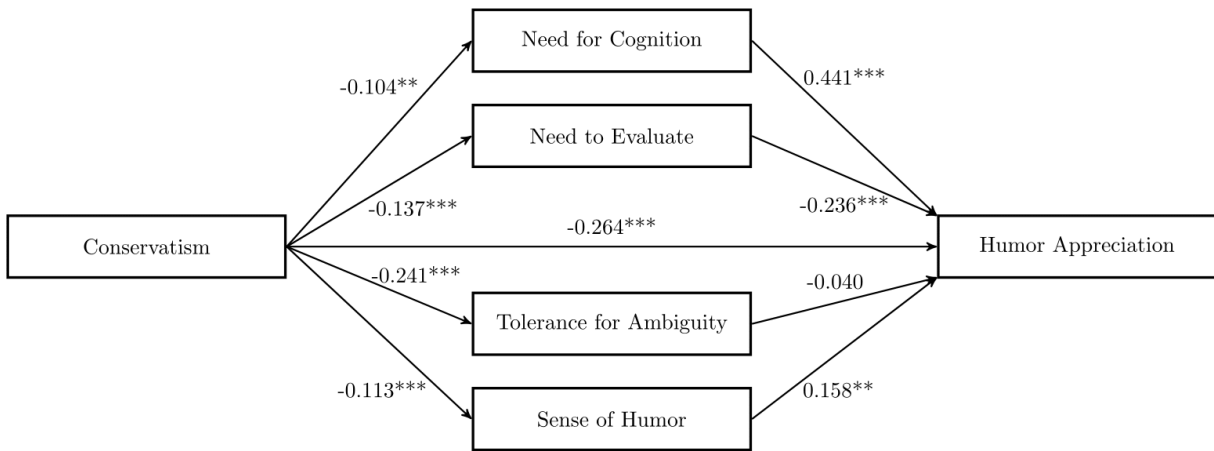 Need for Cognition
-0.104**
0.441***
Need to Evaluate
-0.137***
-0.236***
-0.264***
Conservatism
Humor Appreciation
-0.241***
-0.040
Tolerance for Ambiguity
-0.113***
0.158**
Sense of Humor